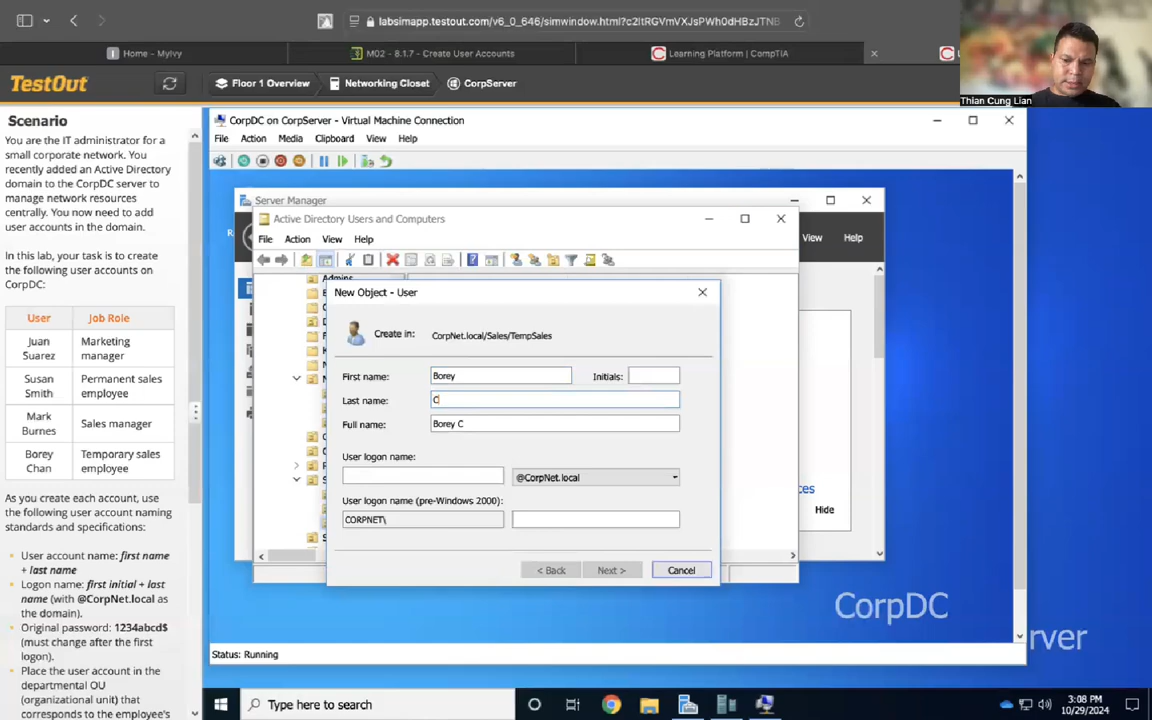 labsimapp.testout.com/v6_0_646/simwindow.html?c2ltRGVmVXJsPWh0dHBzJTNB
Home - MyIvy
M02 - 8.1.7 - Create User Accounts
Learning Platform | CompTIA
Thian Cung Lian
TestOut
Floor 1 Overview
Networking Closet
CorpServer
Scenario
You are the IT administrator for a
small corporate network. You
recently added an Active Directory
domain to the CorpDC server to
manage network resources
centrally. You now need to add
user accounts in the domain.
In this lab, your task is to create
the following user accounts on
CorpDC:
User Job Role
Juan Suarez Marketing manager
Susan Smith Permanent sales employee
Mark Burnes Sales manager
Borey Chan Temporary sales employee
As you create each account, use
the following user account naming
standards and specifications:
User account name: first name
+ last name
Logon name: first initial + last
name (with @CorpNet.local as
the domain).
Original password: 1234abcd$
(must change after the first
logon).
Place the user account in the
departmental OU
(organizational unit) that
corresponds to the employee's
CorpDC on CorpServer - Virtual Machine Connection
File Action Media Clipboard View Help
Server Manager
View Help
Active Directory Users and Computers
File Action View Help
Admins
New Object - User
Create in: CorpNet.local/Sales/TempSales
First name: Borey Initials:
Last name: C
Full name: Borey C
User logon name:
@CorpNet.local
User logon name (pre-Windows 2000):
CORPNET\
< Back Next > Cancel
Hide
CorpDC
Status: Running
Type here to search
3:08 PM
10/29/2024